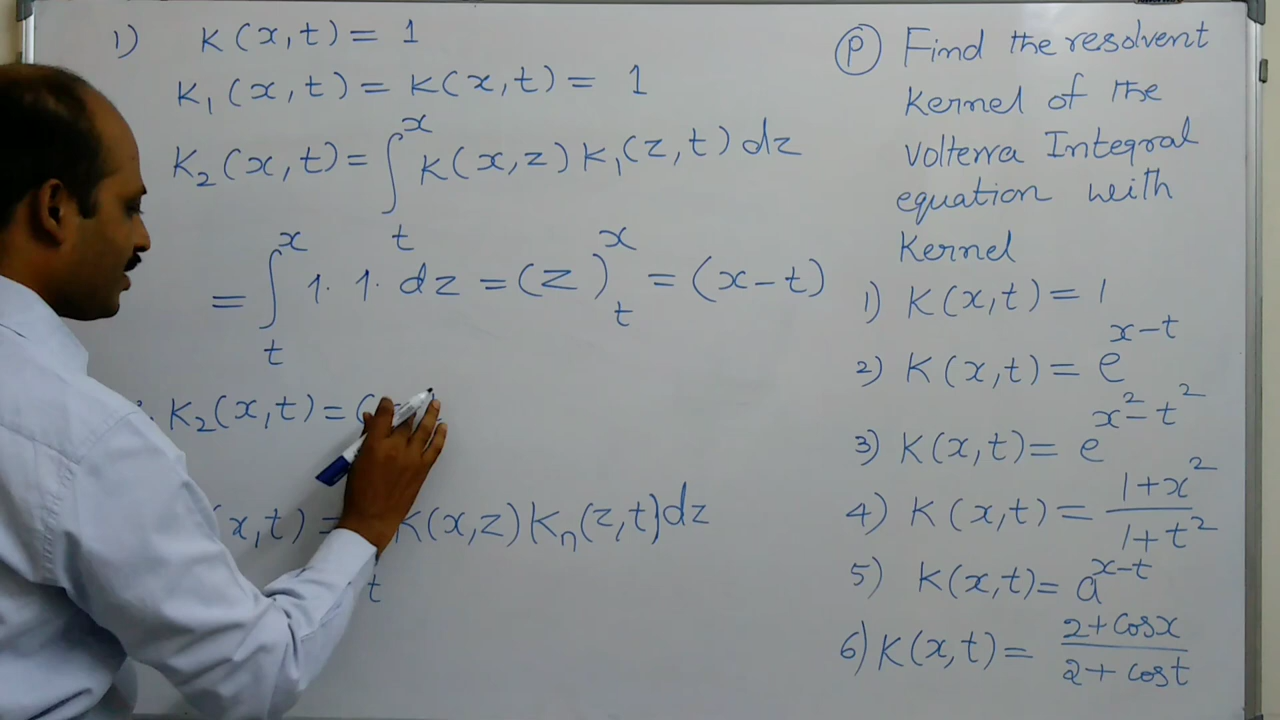 1) K(x,t) = 1
K₁(x,t) = K(x,t) = 1
K₂(x,t) = ∫ₜˣ K(x,z) K₁(z,t) dz
= ∫ₜˣ 1. 1. dz = (z)ₜˣ = (x-t)
K₂(x,t) = (
(x,t) = K(x,z) Kₙ(z,t) dz
t
Ⓟ Find the resolvent
Kernel of the
Volterra Integral
equation with
Kernel
1) K(x,t) = 1
2) K(x,t) = e^(x-t)
3) K(x,t) = e^(x²-t²)
4) K(x,t) = (1+x²)/(1+t²)
5) K(x,t) = a^(x-t)
6) K(x,t) = (2+cosx)/(2+cost)